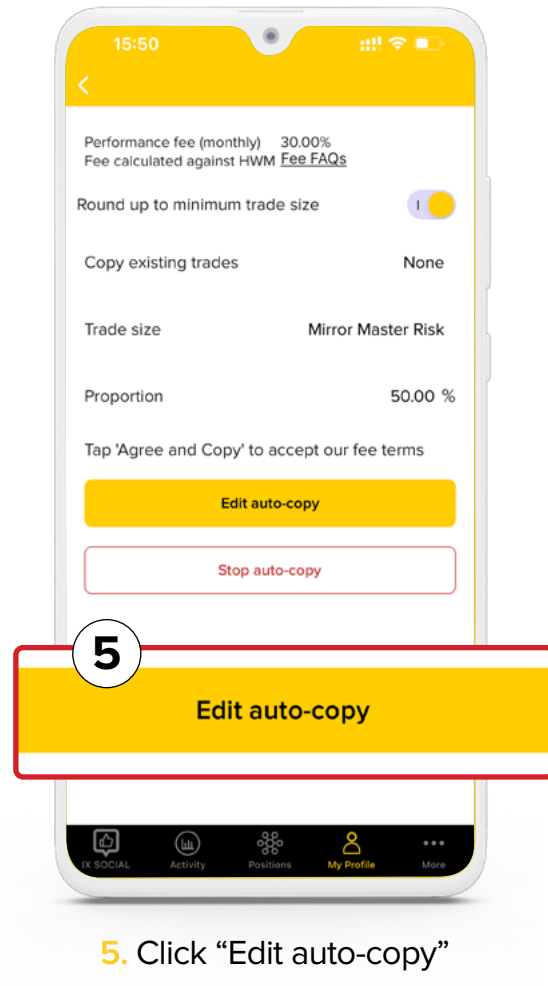 15:50
Performance fee (monthly) 30.00%
Fee calculated against HWM Fee FAQs
Round up to minimum trade size
Copy existing trades None
Trade size Mirror Master Risk
Proportion 50.00 %
Tap 'Agree and Copy' to accept our fee terms
Edit auto-copy
Stop auto-copy
5
Edit auto-copy
IX SOCIAL Activity Positions My Profile More
5. Click “Edit auto-copy”